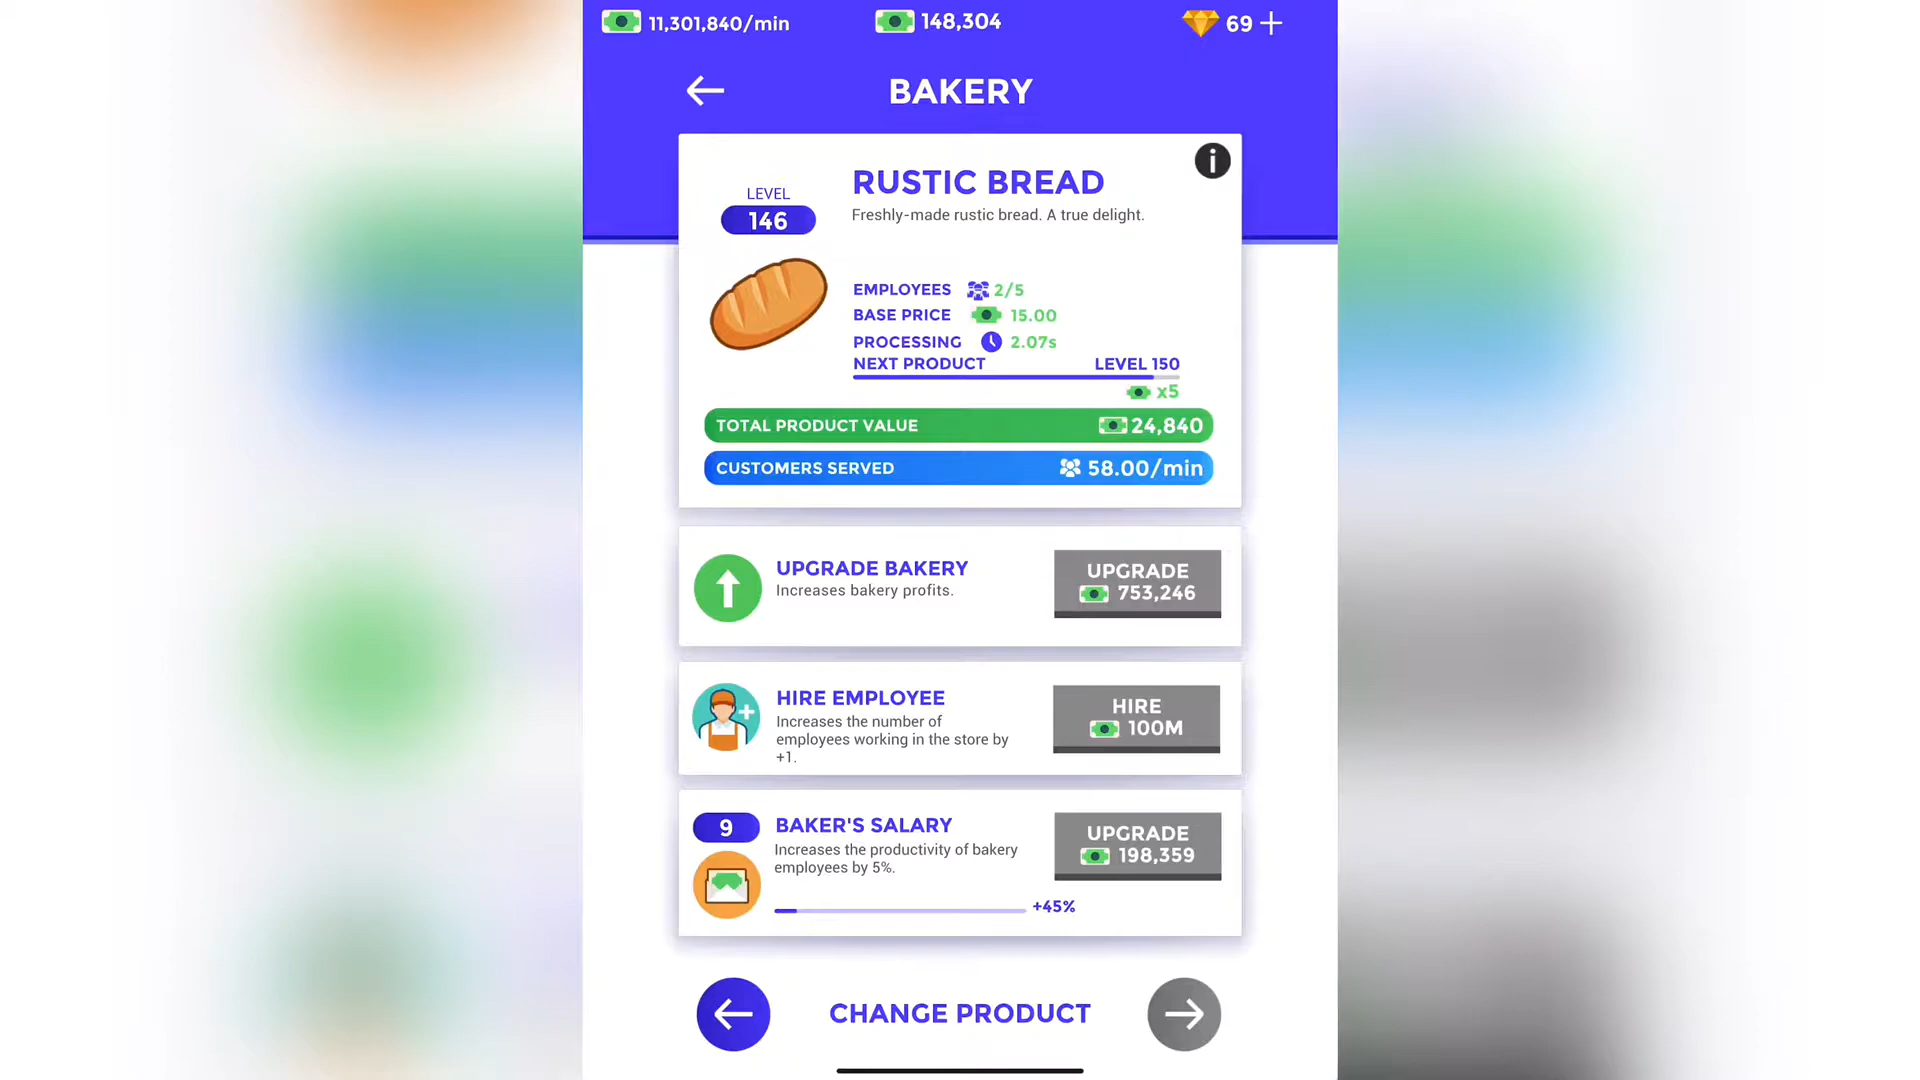 11,301,840/min
148,304
69
BAKERY
LEVEL
146
RUSTIC BREAD
Freshly-made rustic bread. A true delight.
EMPLOYEES 2/5
BASE PRICE 15.00
PROCESSING 2.07s
NEXT PRODUCT LEVEL 150
x5
TOTAL PRODUCT VALUE 24,840
CUSTOMERS SERVED 58.00/min
UPGRADE BAKERY
Increases bakery profits.
UPGRADE
753,246
HIRE EMPLOYEE
Increases the number of
employees working in the store by
+1.
HIRE
100M
9
BAKER'S SALARY
Increases the productivity of bakery
employees by 5%.
+45%
UPGRADE
198,359
CHANGE PRODUCT